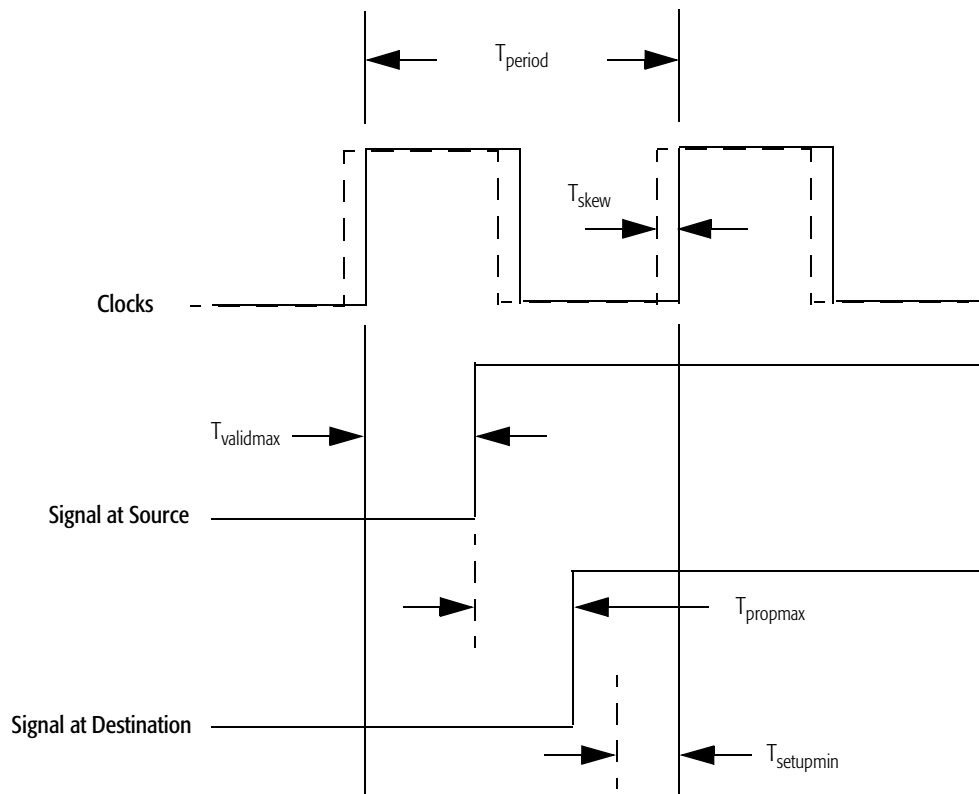 Tperiod
Tskew
Clocks
Tvalidmax
Signal at Source
Tpropmax
Signal at Destination
Tsetupmin